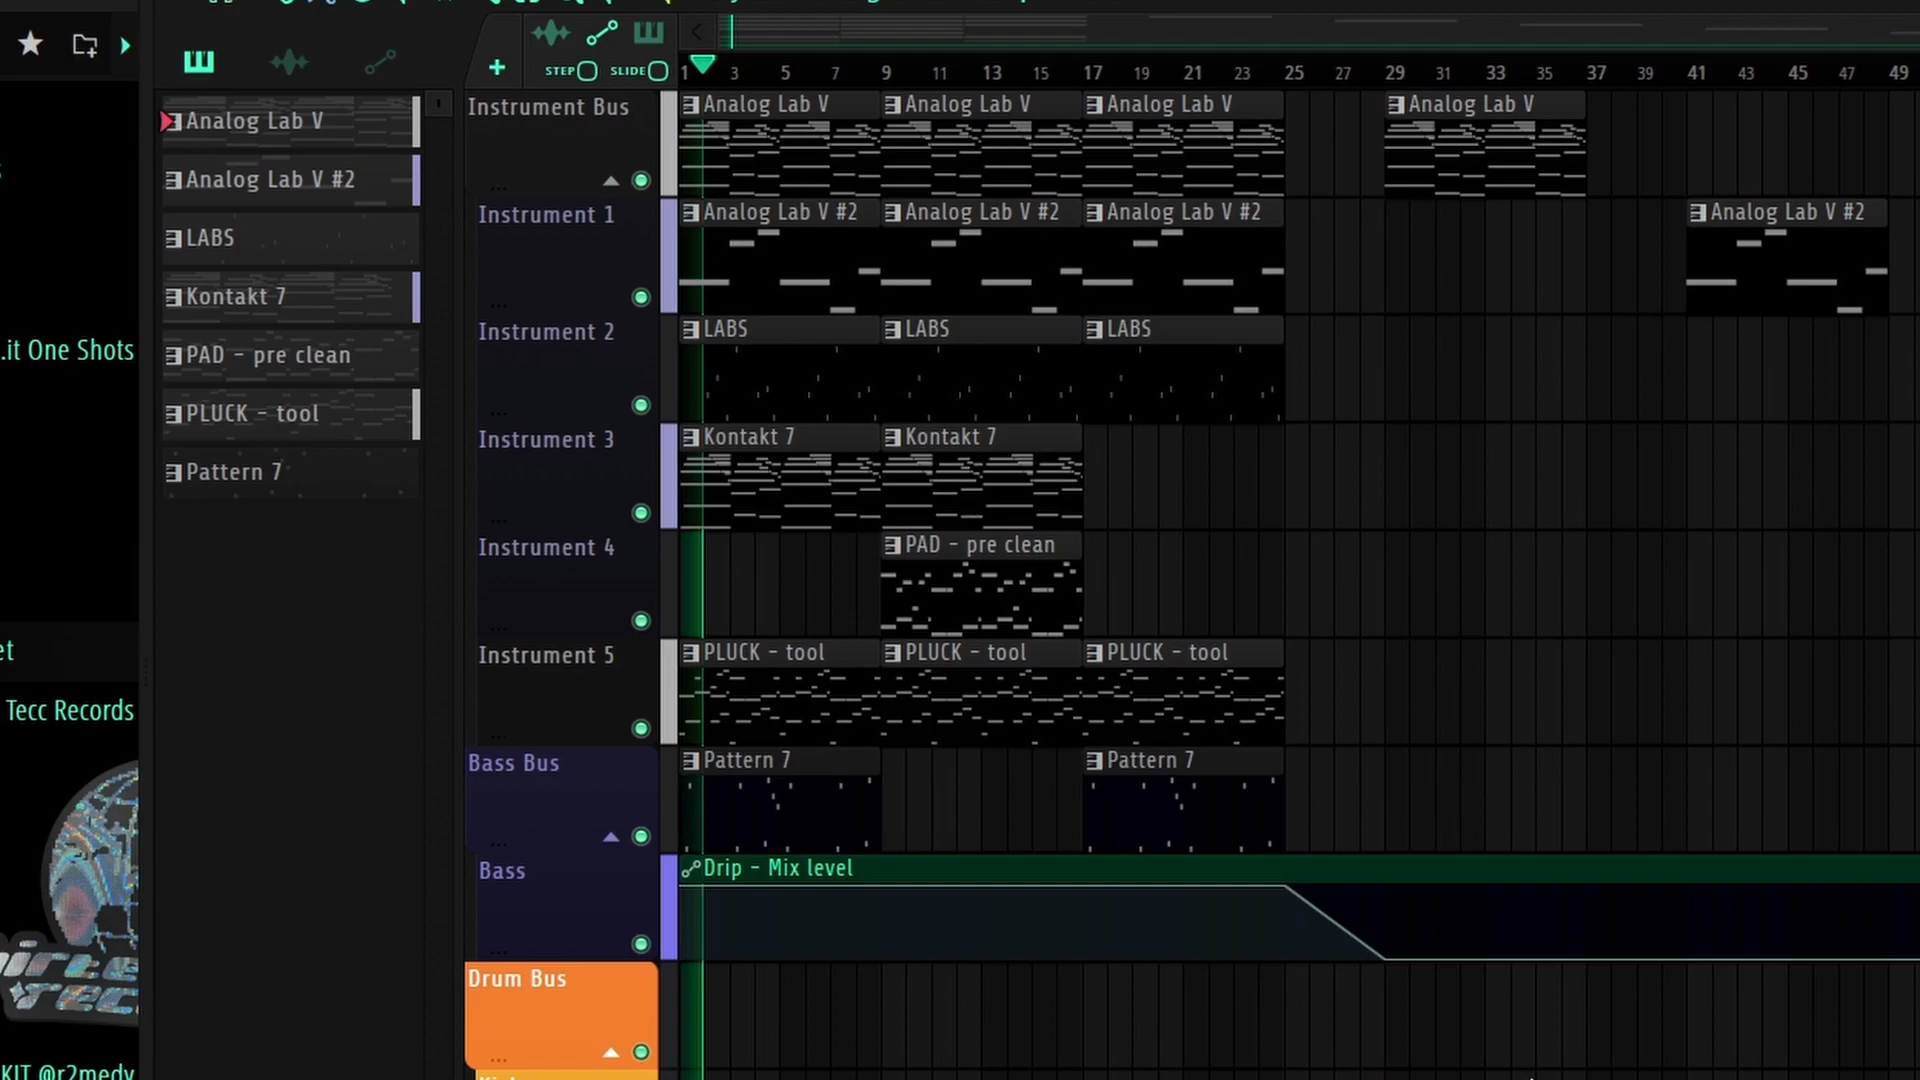 STEP SLIDE
1 3 5 7 9 11 13 15 17 19 21 23 25 27 29 31 33 35 37 39 41 43 45 47 49
Analog Lab V
Analog Lab V #2
LABS
Kontakt 7
PAD - pre clean
PLUCK - tool
Pattern 7
.it One Shots
et
Tecc Records
KIT @r2medy
Instrument Bus
Analog Lab V Analog Lab V Analog Lab V Analog Lab V
Instrument 1
Analog Lab V #2 Analog Lab V #2 Analog Lab V #2 Analog Lab V #2
Instrument 2
LABS LABS LABS
Instrument 3
Kontakt 7 Kontakt 7
Instrument 4
PAD - pre clean
Instrument 5
PLUCK - tool PLUCK - tool PLUCK - tool
Bass Bus
Pattern 7 Pattern 7
Bass
Drip - Mix level
Drum Bus